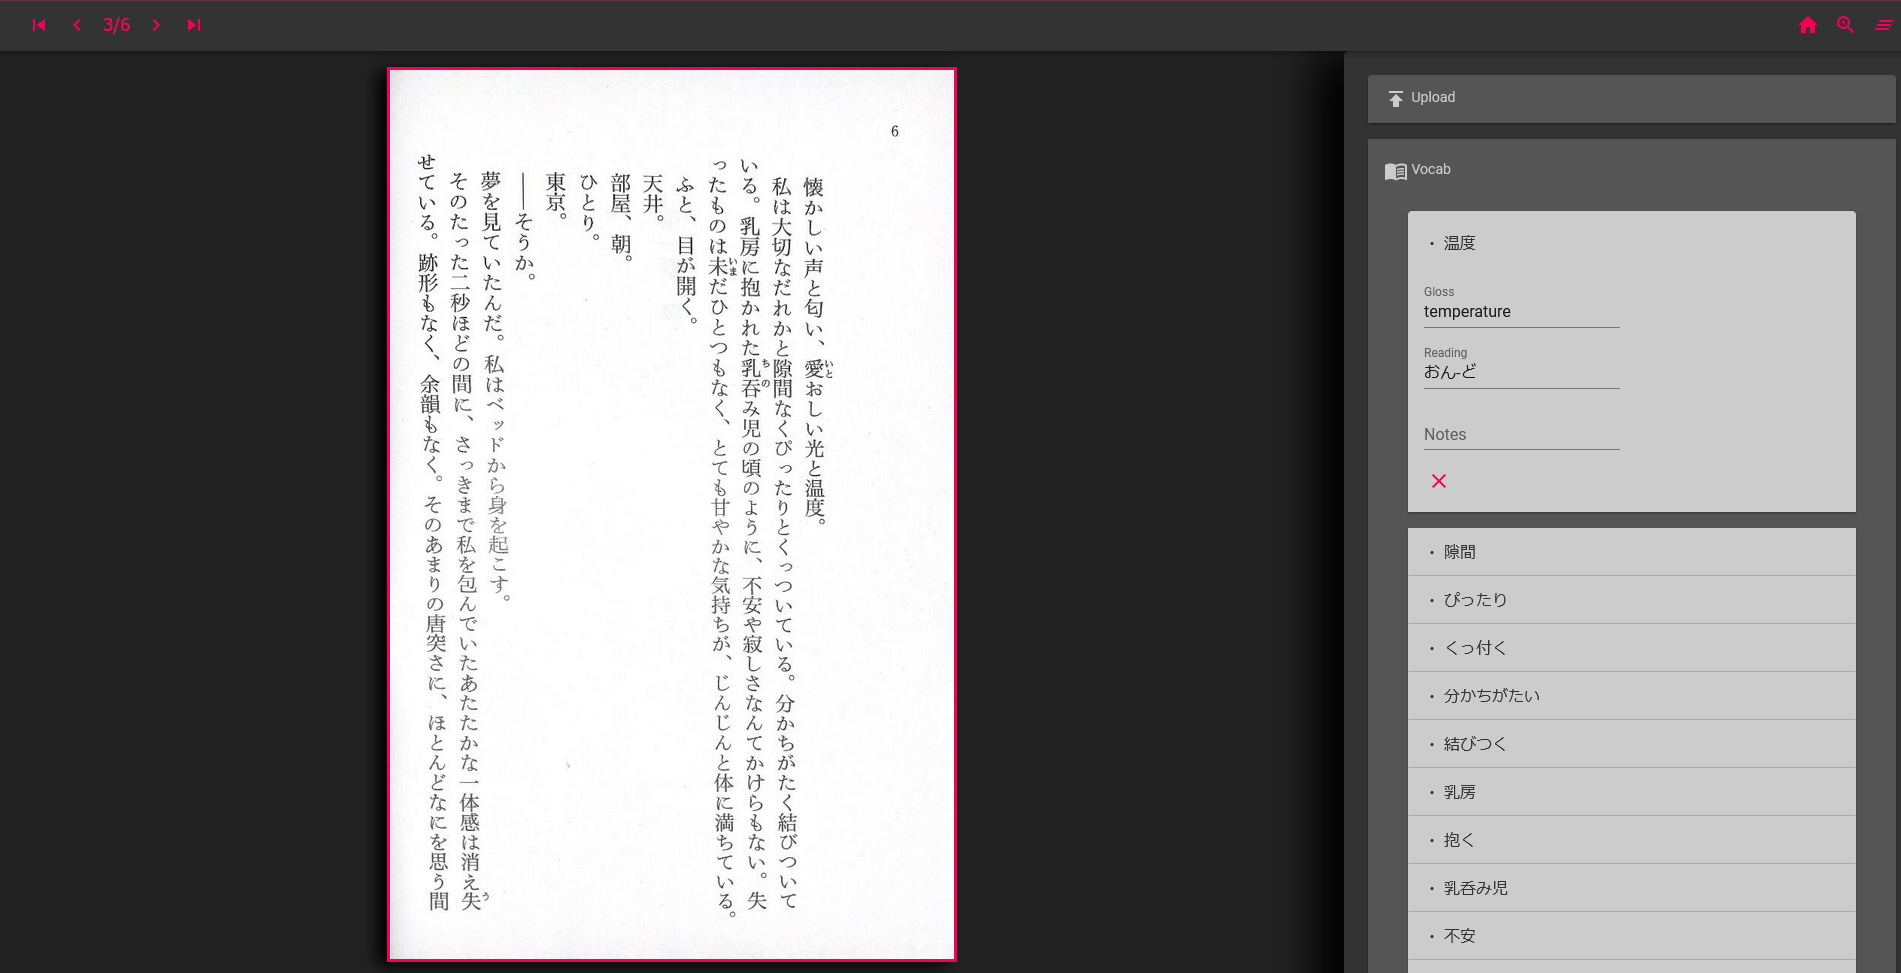 3/6
6
懐かしい声と匂い、愛おしい光と温度。
いと
私は大切なだれかと隙間なくぴったりとくっついている。分かちがたく結びついて
いる。乳房に抱かれた乳呑み児の頃のように、不安や寂しさなんてかけらもない。失
ちの
ったものは未だひとつもなく、とても甘やかな気持ちが、じんじんと体に満ちている。
いま
ふと、目が開く。
天井。
部屋、朝。
ひとり。
東京。
――そうか。
夢を見ていたんだ。私はベッドから身を起こす。
そのたった二秒ほどの間に、さっきまで私を包んでいたあたたかな一体感は消え失
う
せている。跡形もなく、余韻もなく。そのあまりの唐突さに、ほとんどなにを思う間
Upload
Vocab
・ 温度
Gloss
temperature
Reading
おん-ど
Notes
・ 隙間
・ ぴったり
・ くっ付く
・ 分かちがたい
・ 結びつく
・ 乳房
・ 抱く
・ 乳呑み児
・ 不安